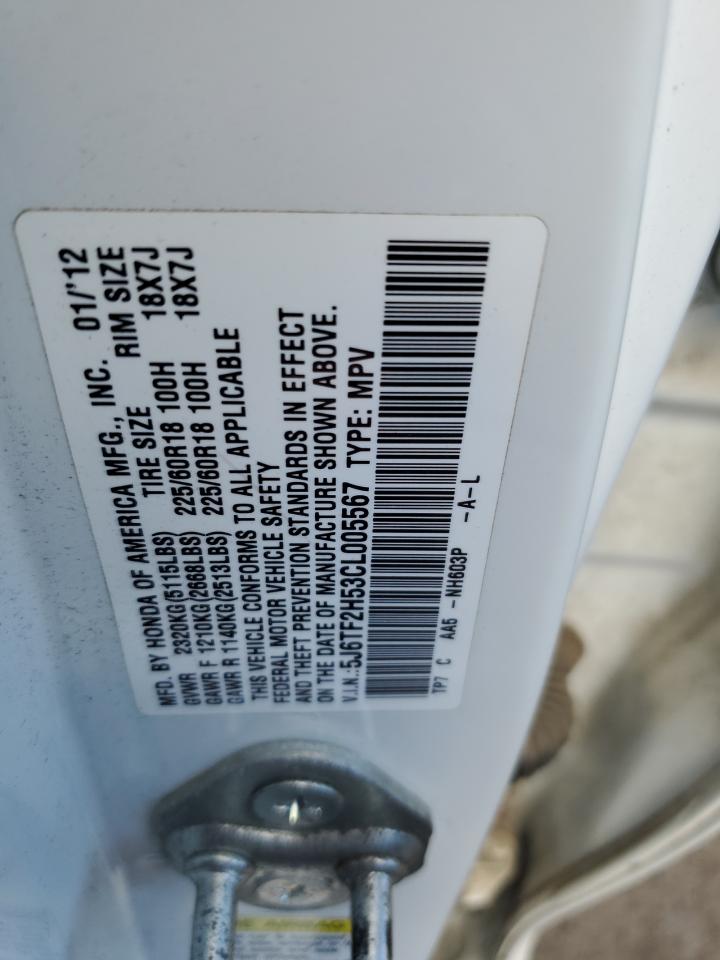 MFD. BY HONDA OF AMERICA MFG., INC. 01/'12
TIRE SIZE RIM SIZE
GVWR 2320KG(5115LBS)
GAWR F 1210KG(2668LBS) 225/60R18 100H 18X7J
GAWR R 1140KG(2513LBS) 225/60R18 100H 18X7J
THIS VEHICLE CONFORMS TO ALL APPLICABLE
FEDERAL MOTOR VEHICLE SAFETY
AND THEFT PREVENTION STANDARDS IN EFFECT
ON THE DATE OF MANUFACTURE SHOWN ABOVE.
V.I.N.:5J6TF2H53CL005567 TYPE: MPV
TP7 C AA5 -NH603P -A-L